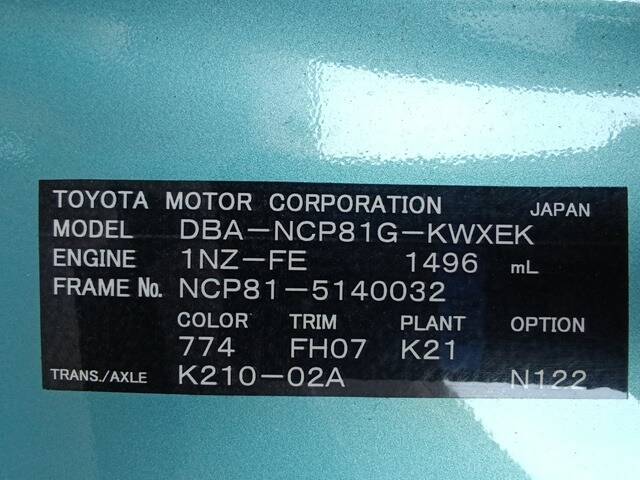 TOYOTA MOTOR CORPORATION JAPAN
MODEL DBA-NCP81G-KWXEK
ENGINE 1NZ-FE 1496 mL
FRAME No. NCP81-5140032
COLOR TRIM PLANT OPTION
774 FH07 K21
TRANS./AXLE K210-02A N122